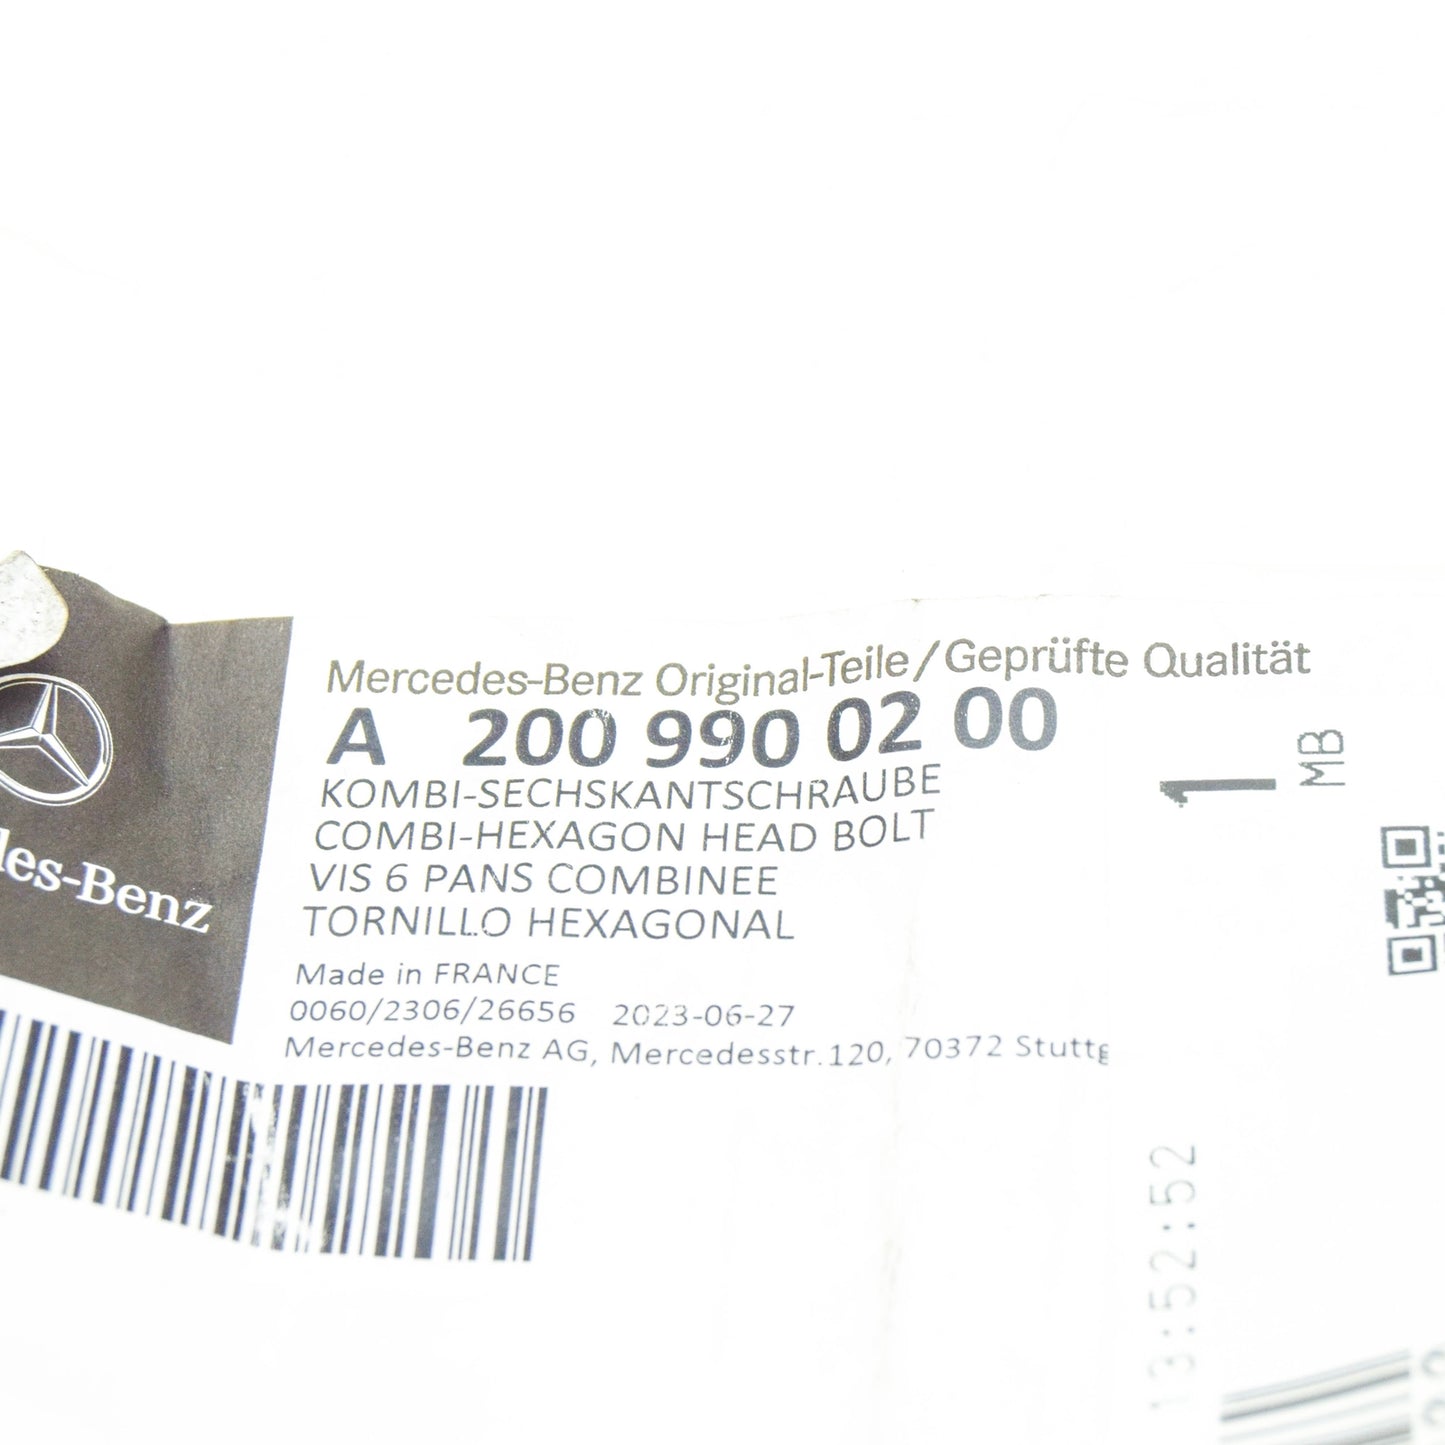 Mercedes-Benz Original-Teile/Geprüfte Qualität
A 200 990 02 00
KOMBI-SECHSKANTSCHRAUBE
COMBI-HEXAGON HEAD BOLT
VIS 6 PANS COMBINEE
TORNILLO HEXAGONAL
Made in FRANCE
0060/2306/26656 2023-06-27
Mercedes-Benz AG, Mercedesstr.120, 70372 Stuttg
des-Benz
1
MB
13:52:52